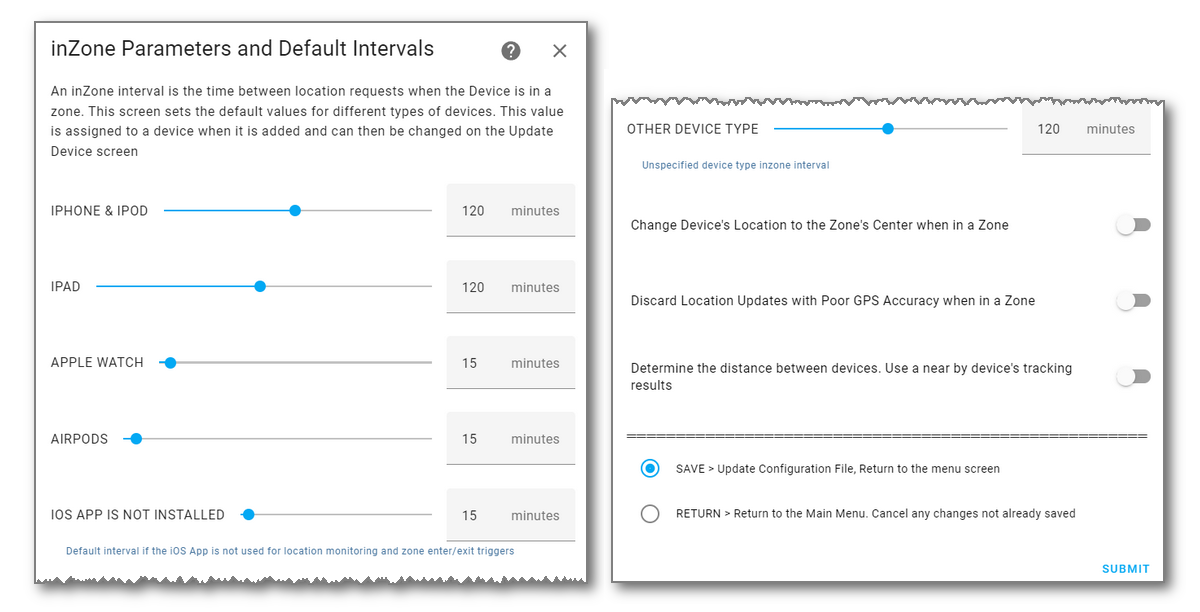 inZone Parameters and Default Intervals
An inZone interval is the time between location requests when the Device is in a
zone. This screen sets the default values for different types of devices. This value
is assigned to a device when it is added and can then be changed on the Update
Device screen
IPHONE & IPOD 120 minutes
IPAD 120 minutes
APPLE WATCH 15 minutes
AIRPODS 15 minutes
IOS APP IS NOT INSTALLED 15 minutes
Default interval if the iOS App is not used for location monitoring and zone enter/exit triggers
OTHER DEVICE TYPE 120 minutes
Unspecified device type inzone interval
Change Device's Location to the Zone's Center when in a Zone
Discard Location Updates with Poor GPS Accuracy when in a Zone
Determine the distance between devices. Use a near by device's tracking
results
SAVE > Update Configuration File, Return to the menu screen
RETURN > Return to the Main Menu. Cancel any changes not already saved
SUBMIT